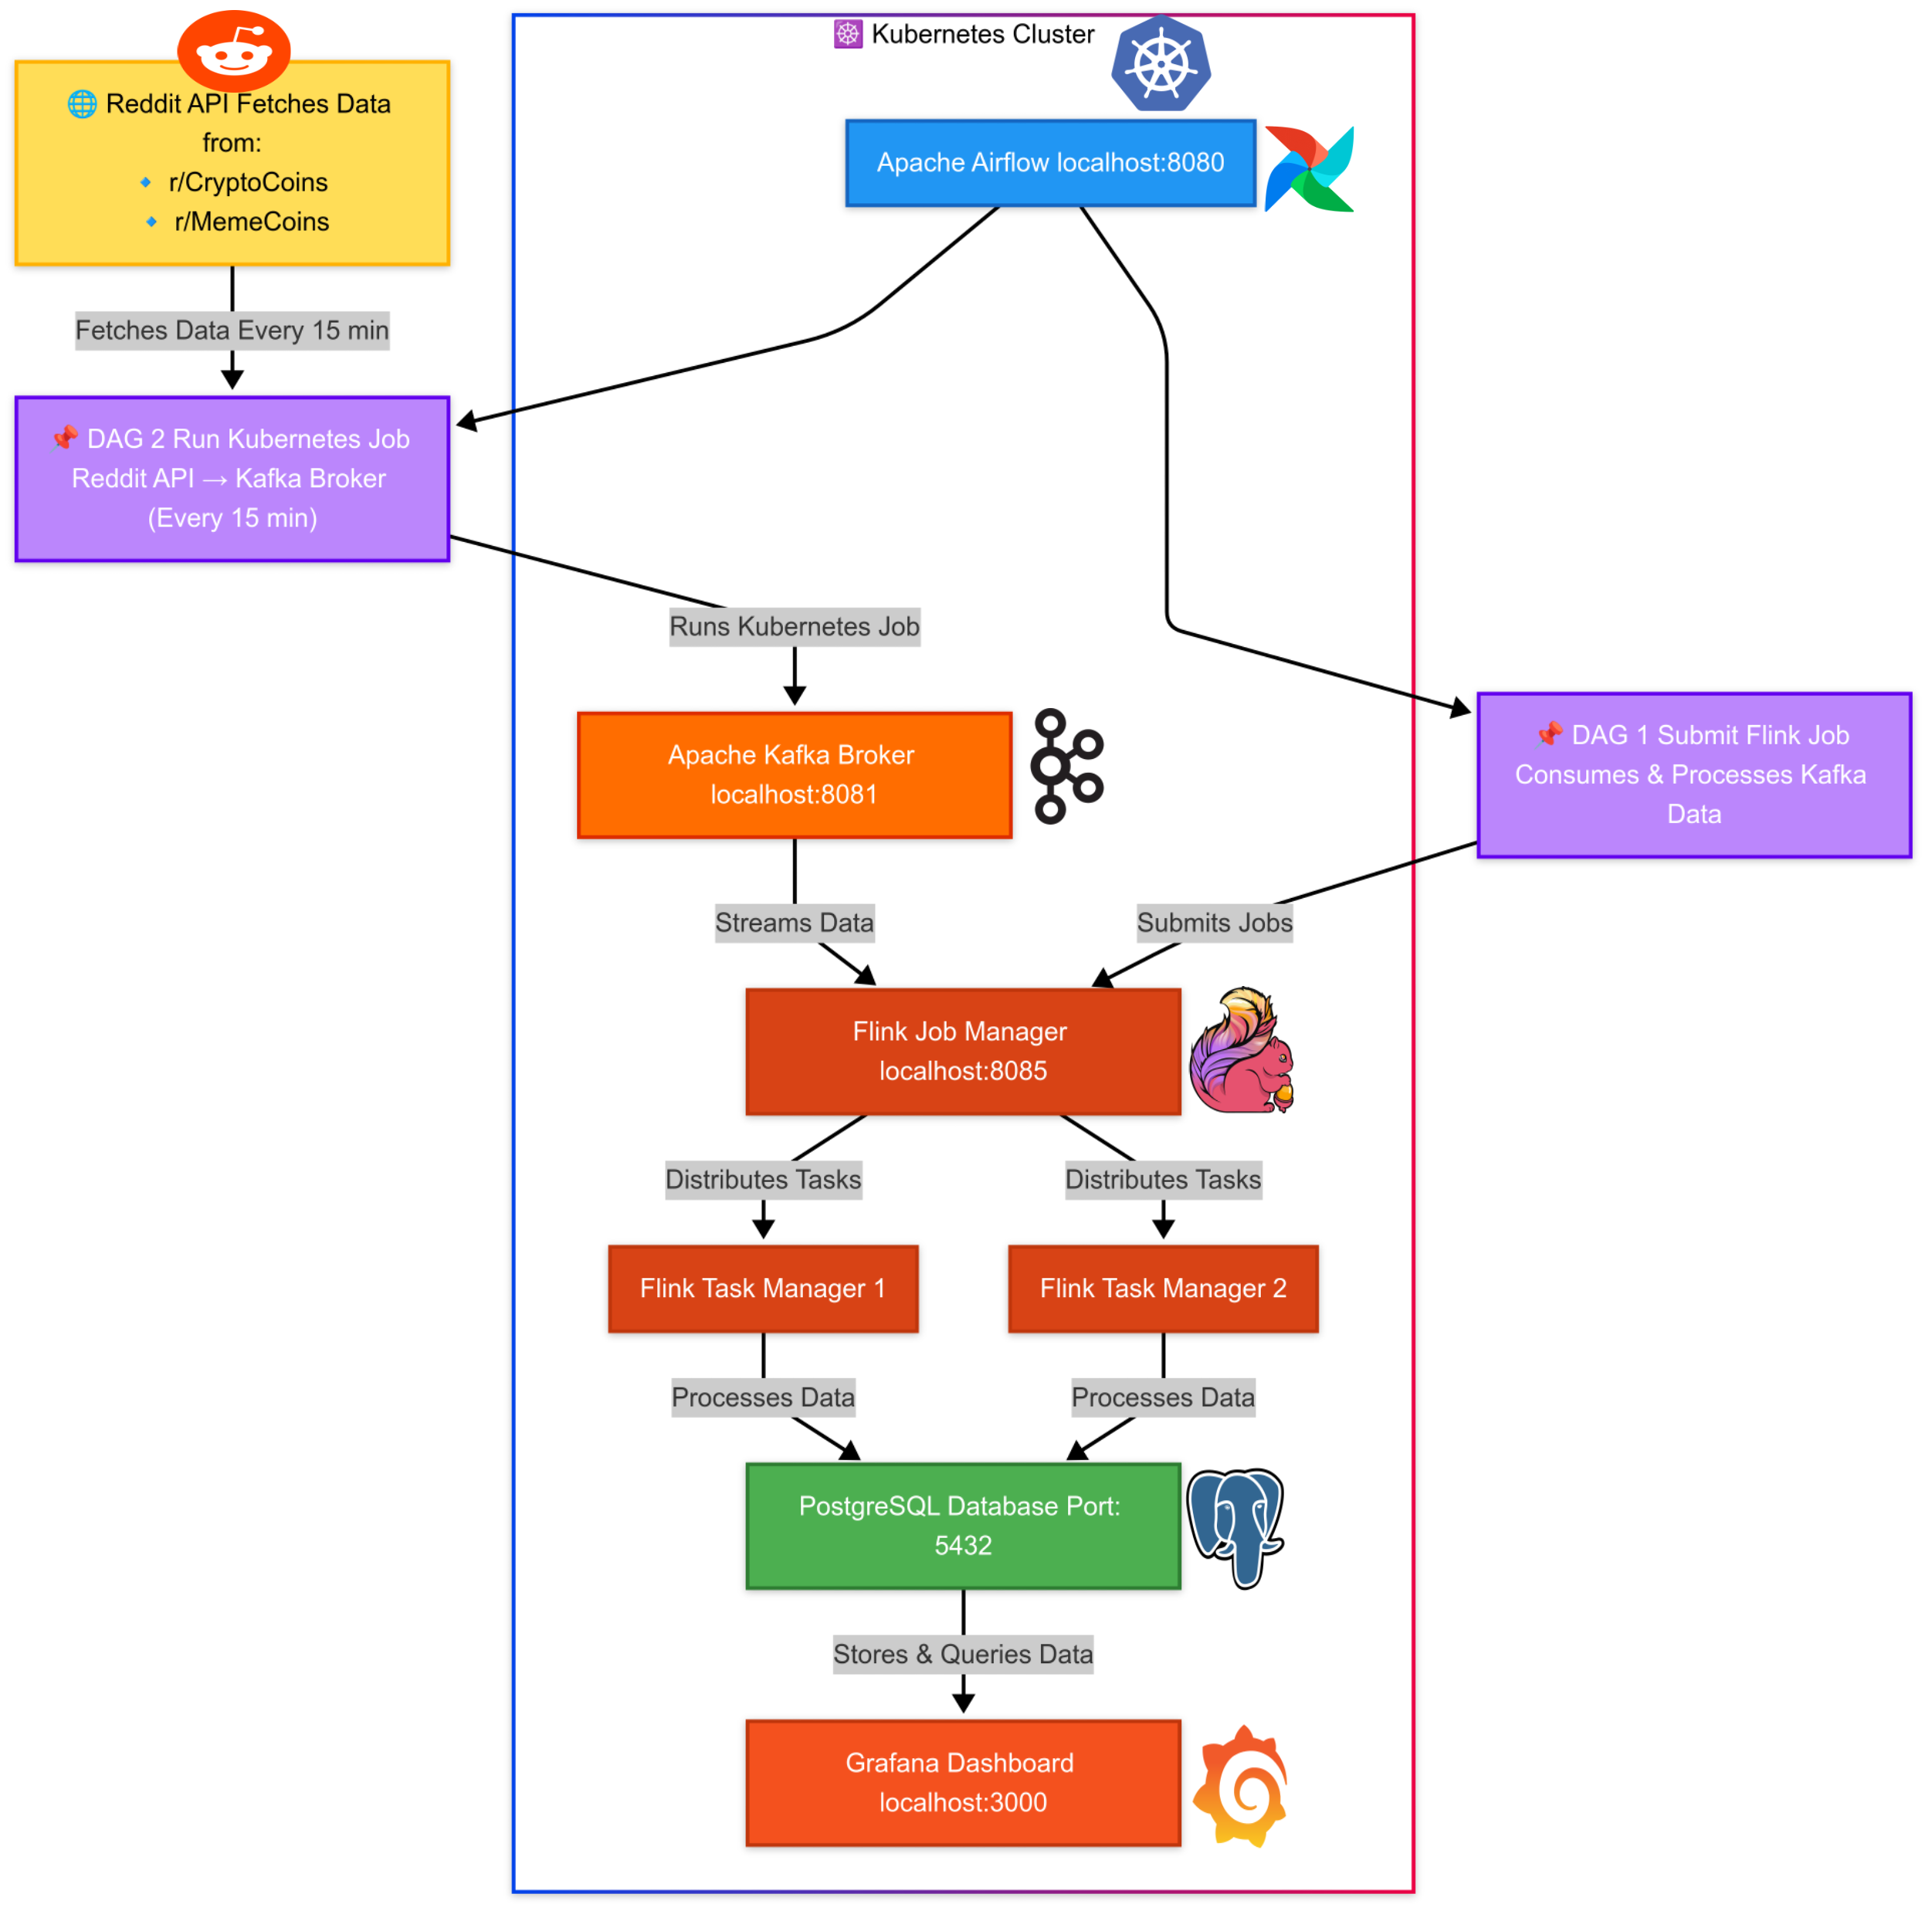 ☸ Kubernetes Cluster
🌐 Reddit API Fetches Data
from:
🔹 r/CryptoCoins
🔹 r/MemeCoins
Apache Airflow localhost:8080
Fetches Data Every 15 min
📌 DAG 2 Run Kubernetes Job
Reddit API → Kafka Broker
(Every 15 min)
Runs Kubernetes Job
Apache Kafka Broker
localhost:8081
📌 DAG 1 Submit Flink Job
Consumes & Processes Kafka
Data
Streams Data
Submits Jobs
Flink Job Manager
localhost:8085
Distributes Tasks
Distributes Tasks
Flink Task Manager 1
Flink Task Manager 2
Processes Data
Processes Data
PostgreSQL Database Port:
5432
Stores & Queries Data
Grafana Dashboard
localhost:3000